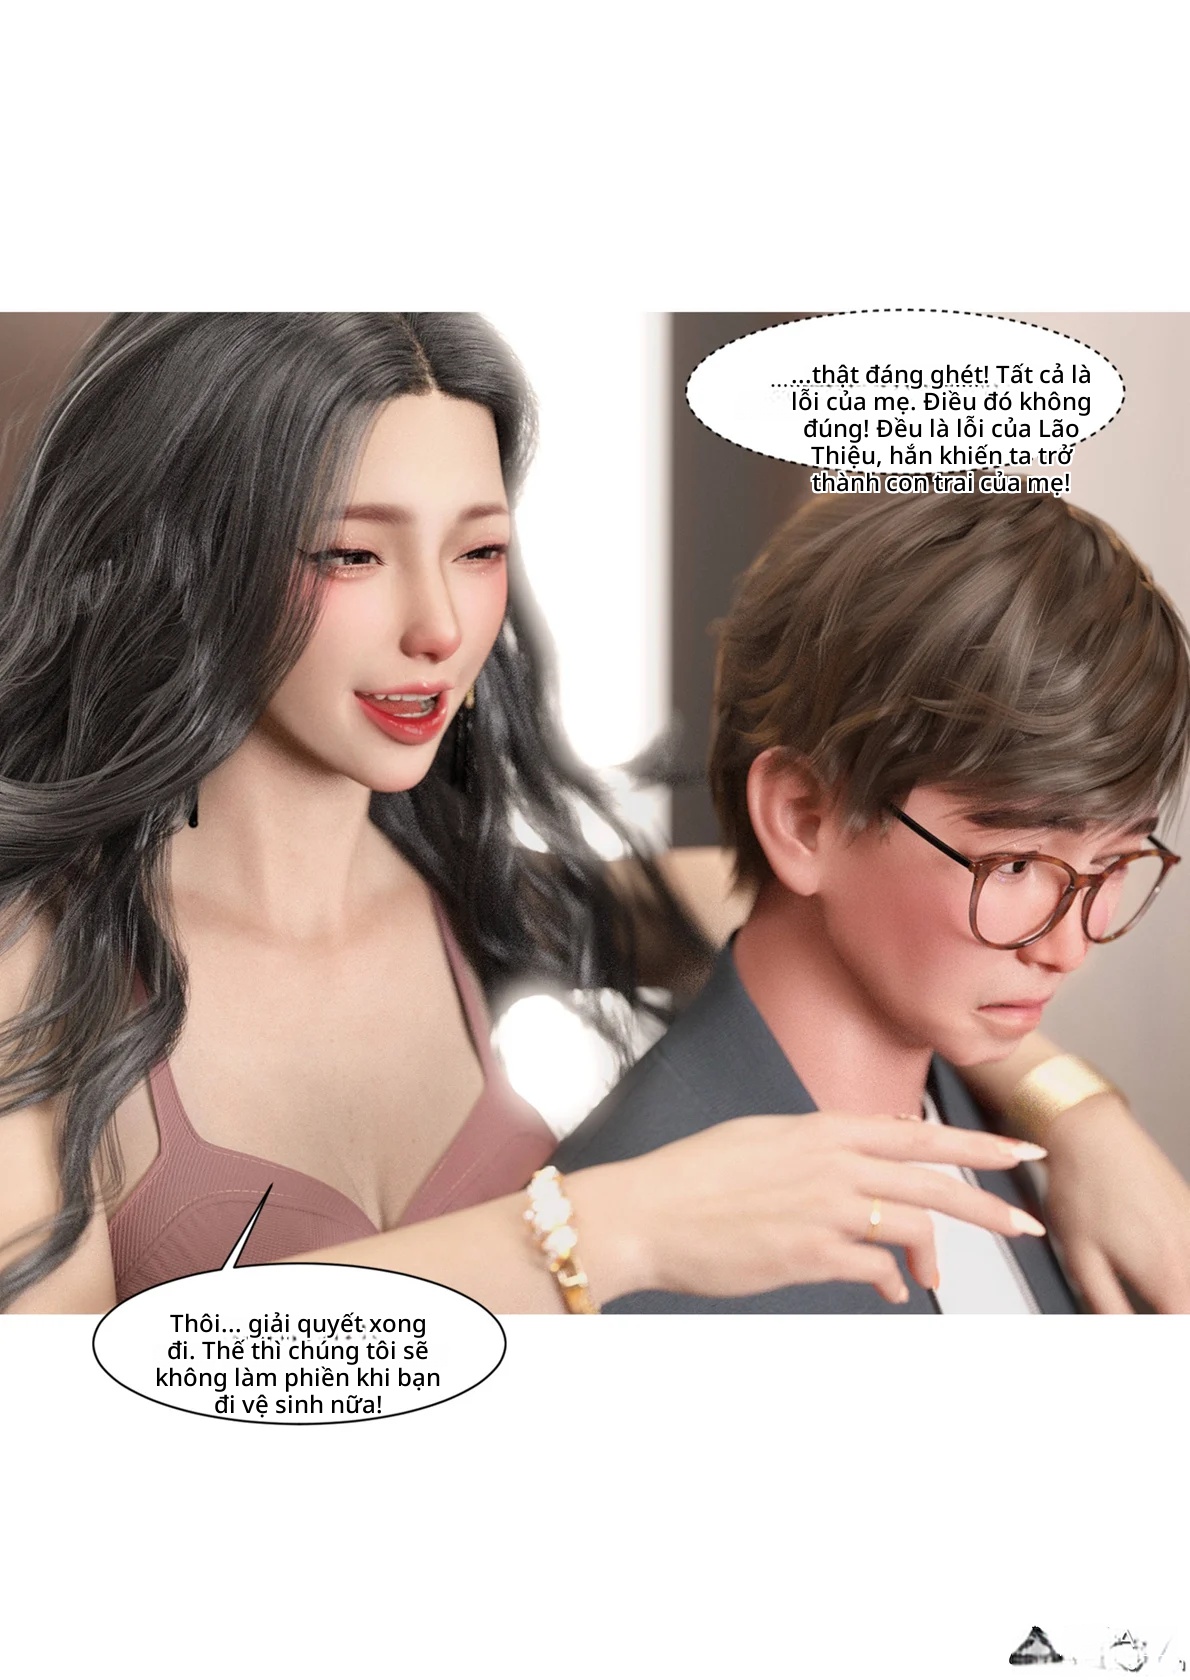 ...thật đáng ghét! Tất cả là
lỗi của mẹ. Điều đó không
đúng! Đều là lỗi của Lão
Thiệu, hắn khiến ta trở
thành con trai của mẹ!
Thôi... giải quyết xong
đi. Thế thì chúng tôi sẽ
không làm phiền khi bạn
đi vệ sinh nữa!